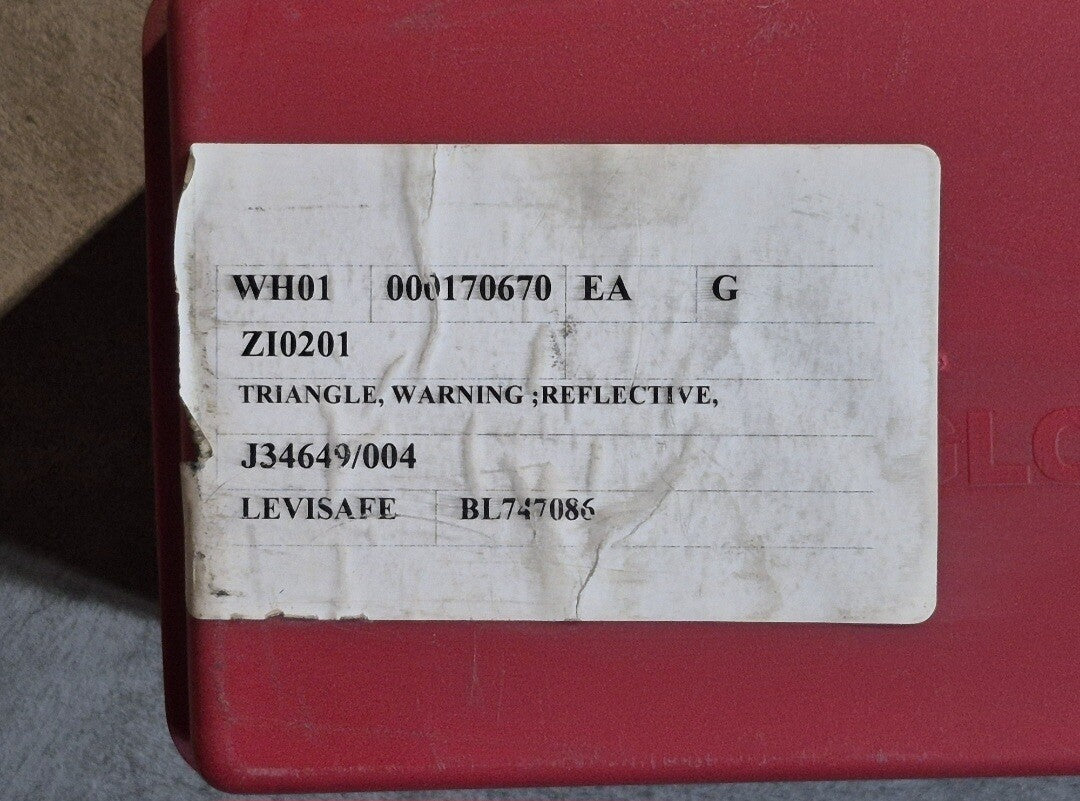 WH01 000170670 EA G
ZI0201
TRIANGLE, WARNING ;REFLECTIVE,
J34649/004
LEVISAFE BL747086